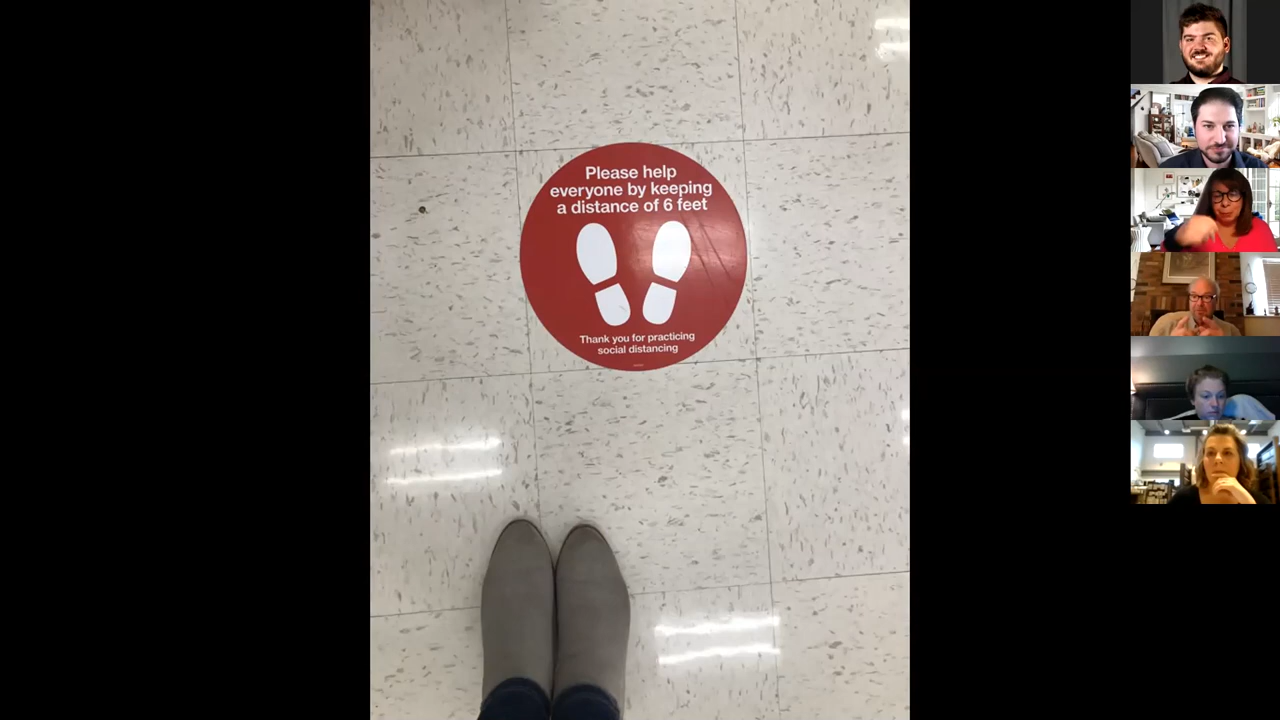 Please help
everyone by keeping
a distance of 6 feet
Thank you for practicing
social distancing